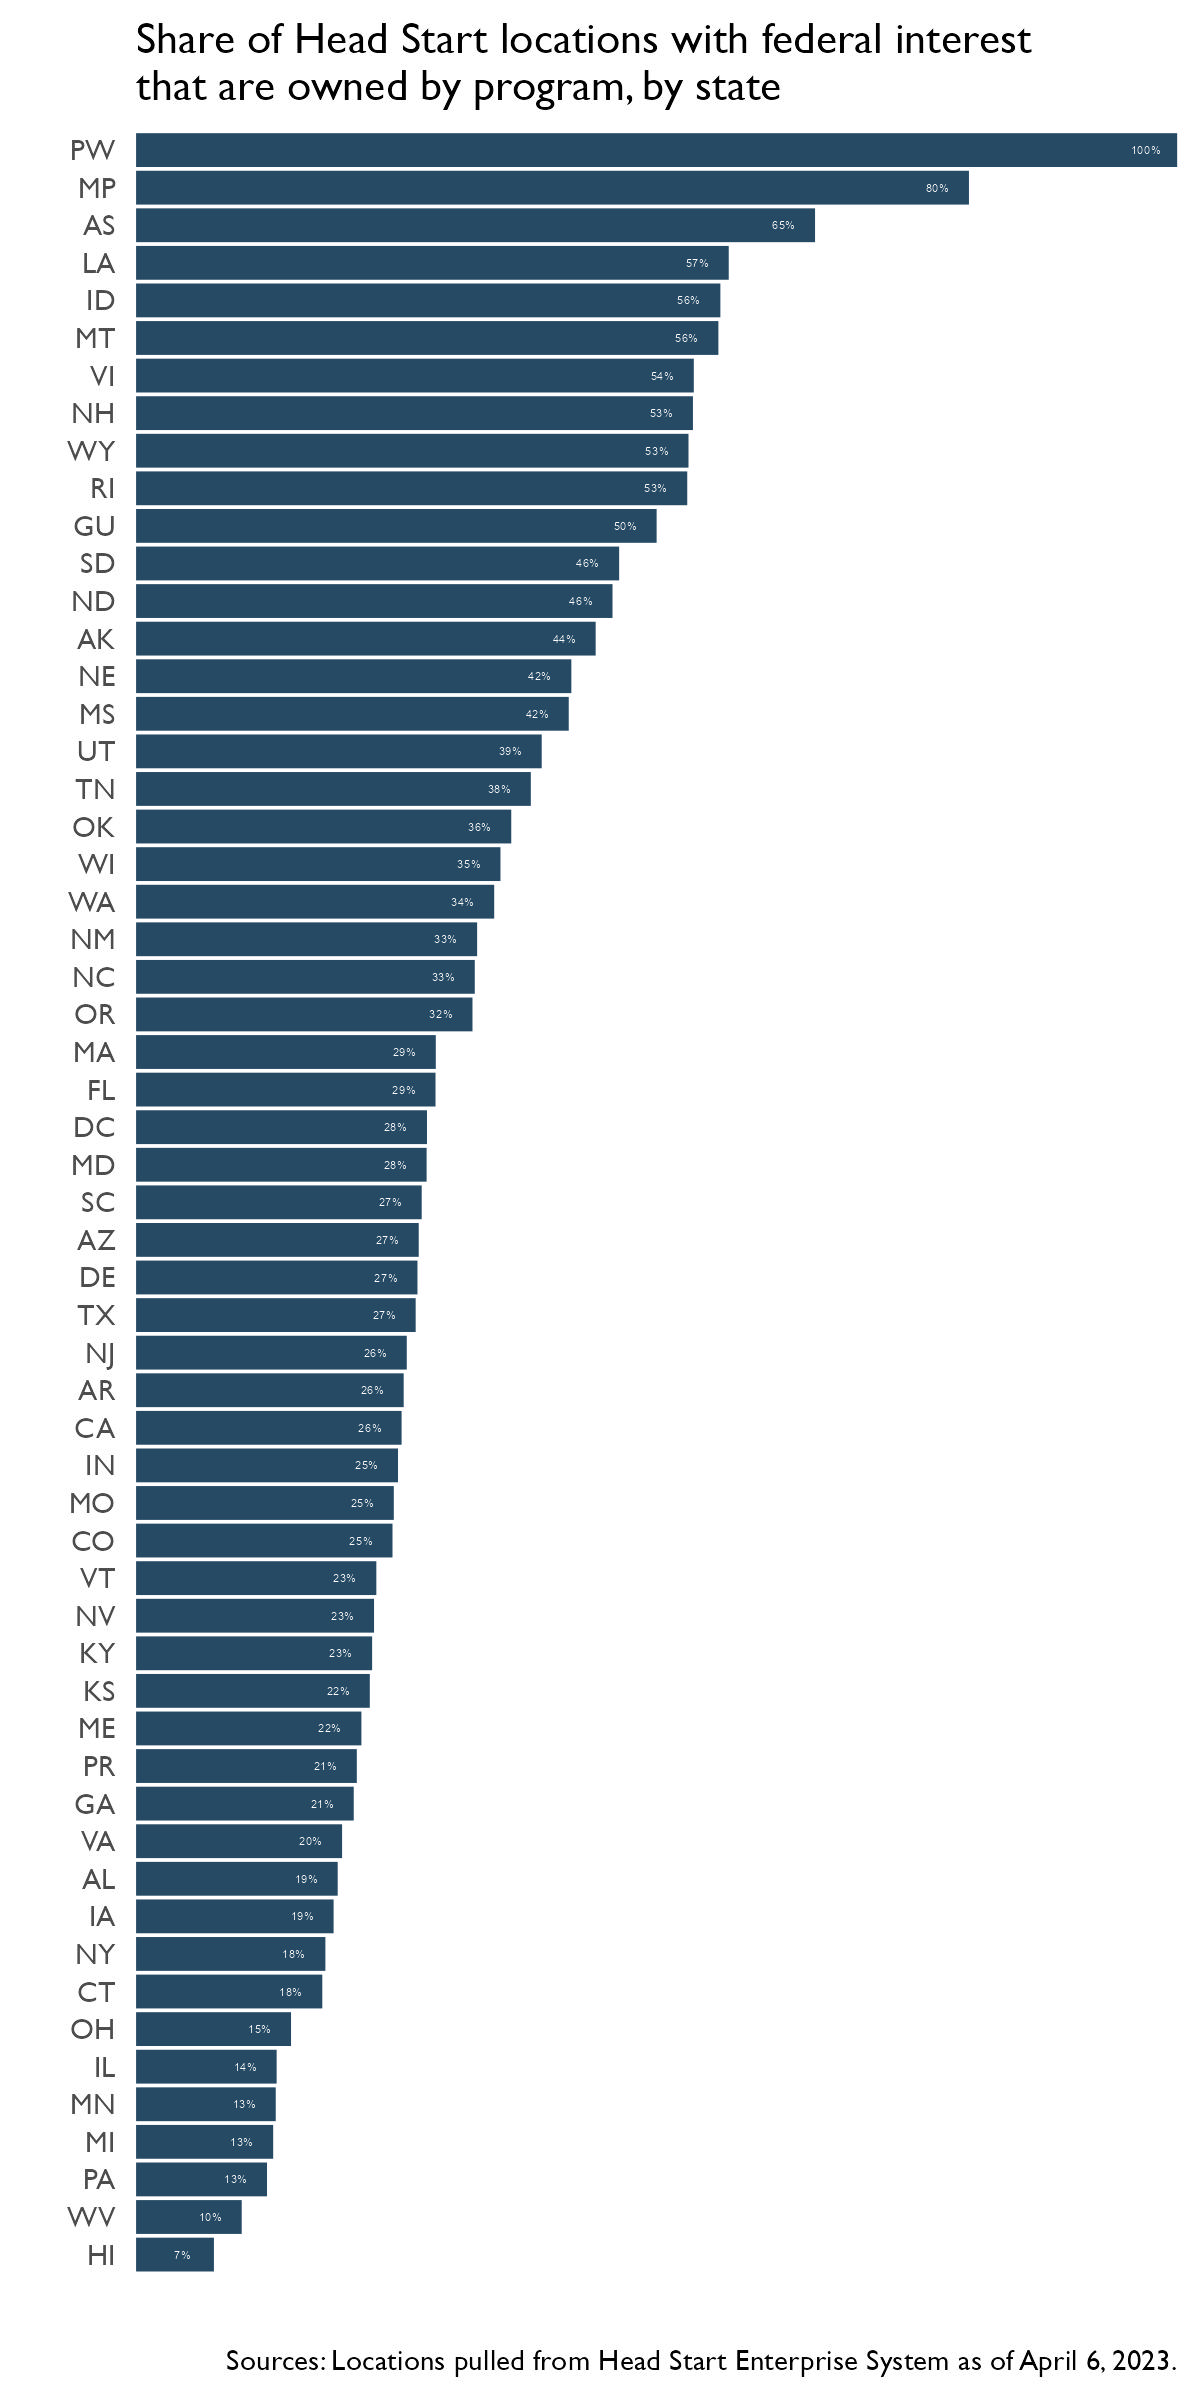 Share of Head Start locations with federal interest
that are owned by program, by state
PW 100%
MP 80%
AS 65%
LA 57%
ID 56%
MT 56%
VI 54%
NH 53%
WY 53%
RI 53%
GU 50%
SD 46%
ND 46%
AK 44%
NE 42%
MS 42%
UT 39%
TN 38%
OK 36%
WI 35%
WA 34%
NM 33%
NC 33%
OR 32%
MA 29%
FL 29%
DC 28%
MD 28%
SC 27%
AZ 27%
DE 27%
TX 27%
NJ 26%
AR 26%
CA 26%
IN 25%
MO 25%
CO 25%
VT 23%
NV 23%
KY 23%
KS 22%
ME 22%
PR 21%
GA 21%
VA 20%
AL 19%
IA 19%
NY 18%
CT 18%
OH 15%
IL 14%
MN 13%
MI 13%
PA 13%
WV 10%
HI 7%
Sources: Locations pulled from Head Start Enterprise System as of April 6, 2023.